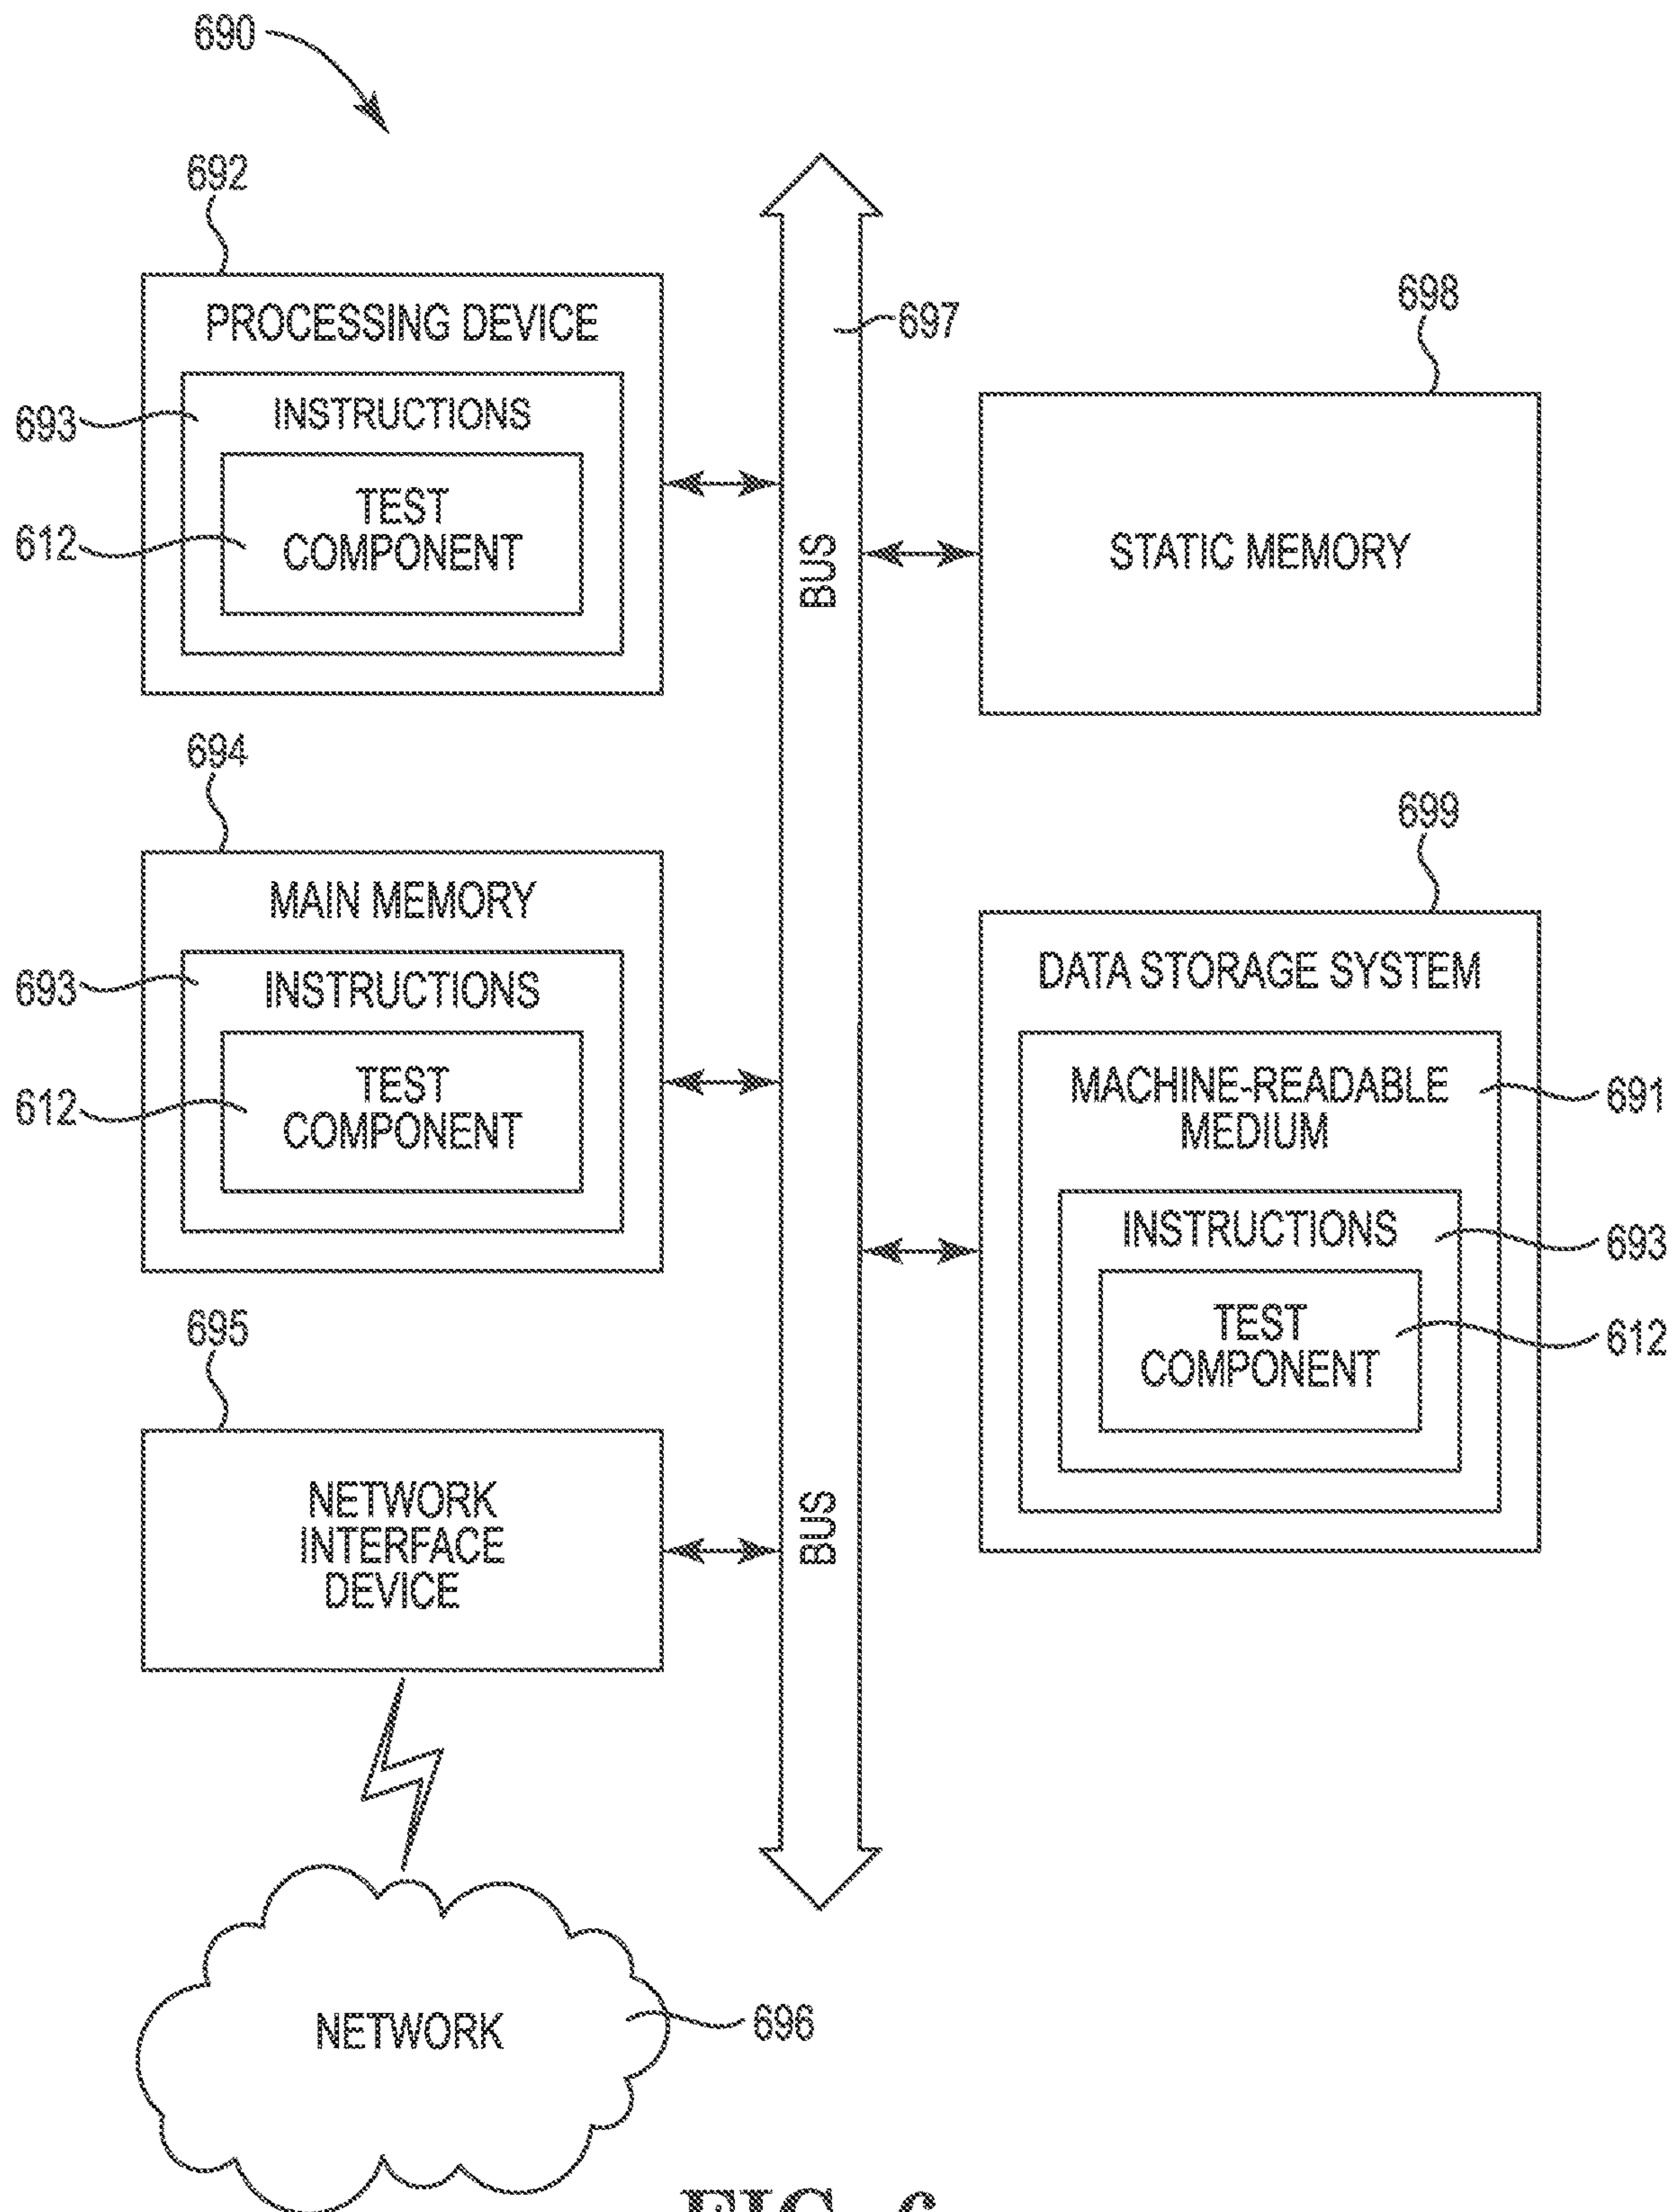 690
692
PROCESSING DEVICE
693
INSTRUCTIONS
612
TEST
COMPONENT
697
BUS
698
STATIC MEMORY
694
MAIN MEMORY
693
INSTRUCTIONS
612
TEST
COMPONENT
699
DATA STORAGE SYSTEM
MACHINE-READABLE
MEDIUM
691
INSTRUCTIONS
693
TEST
COMPONENT
612
695
NETWORK
INTERFACE
DEVICE
BUS
NETWORK
696
FIG. 6